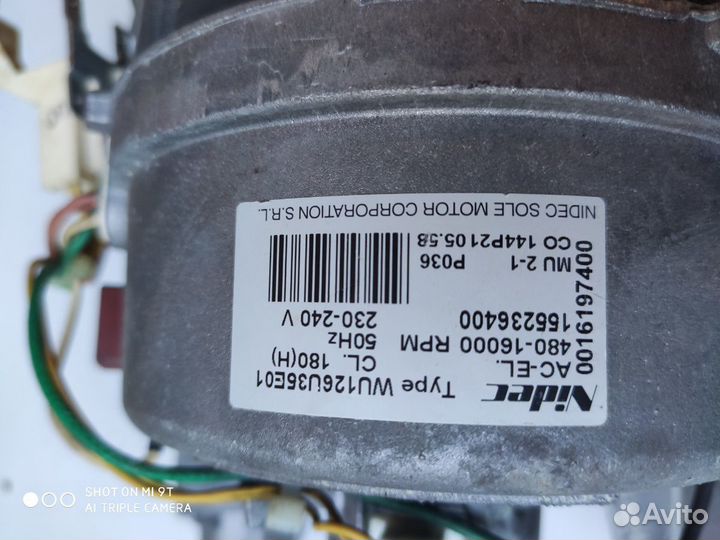 Nidec
Type WU126U35E01
AC-EL.
CL. 180(H)
50Hz
480-16000 RPM
230-240 V
155236400
0016197400
MU 2-1
P036
CO 144P21 05.58
NIDEC SOLE MOTOR CORPORATION S.R.L.
SHOT ON MI 9T
AI TRIPLE CAMERA
Avito